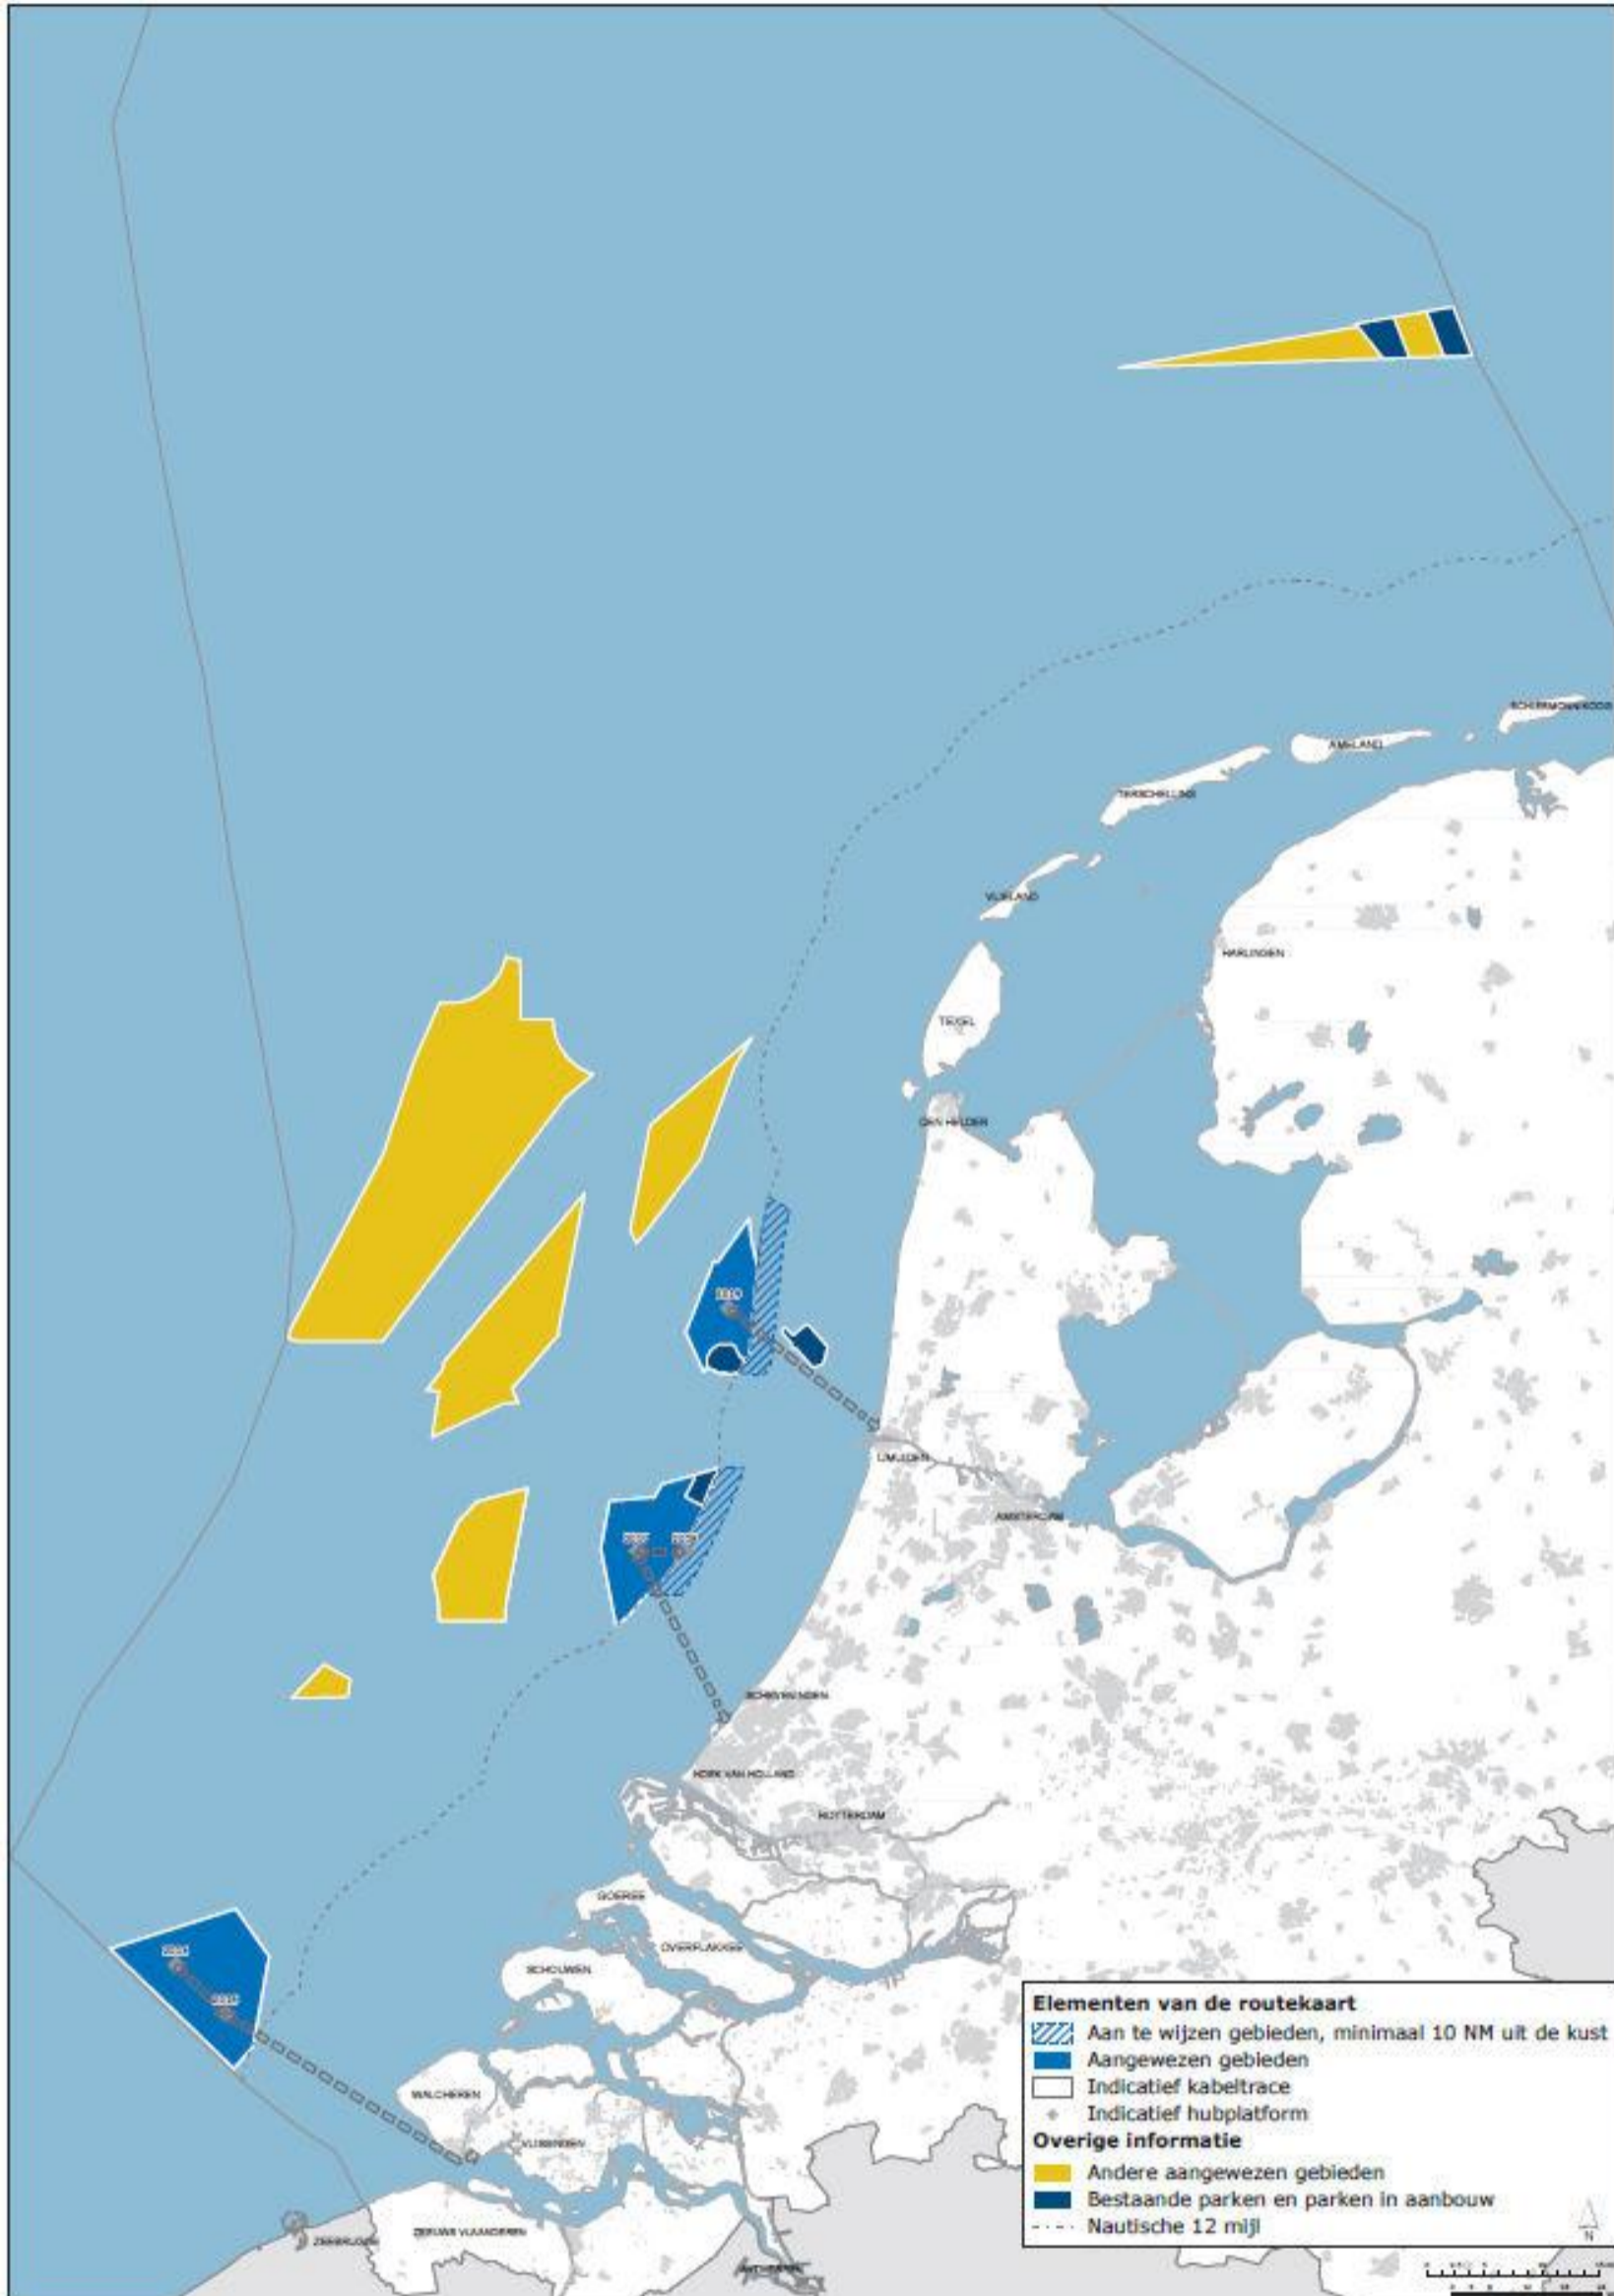 AMELAND
TERSCHELLING
VLIELAND
HARLINGEN
TEXEL
DEN HELDER
IJMUIDEN
AMSTERDAM
SCHEVENINGEN
HOEK VAN HOLLAND
ROTTERDAM
GOEREE
OVERFLAKKEE
SCHOUWEN
WALCHEREN
VLISSINGEN
ZEEBRUGGE
ZEEUWS VLAANDEREN
ANTWERPEN
Elementen van de routekaart
Aan te wijzen gebieden, minimaal 10 NM uit de kust
Aangewezen gebieden
Indicatief kabeltrace
Indicatief hubplatform
Overige informatie
Andere aangewezen gebieden
Bestaande parken en parken in aanbouw
Nautische 12 mijl
N